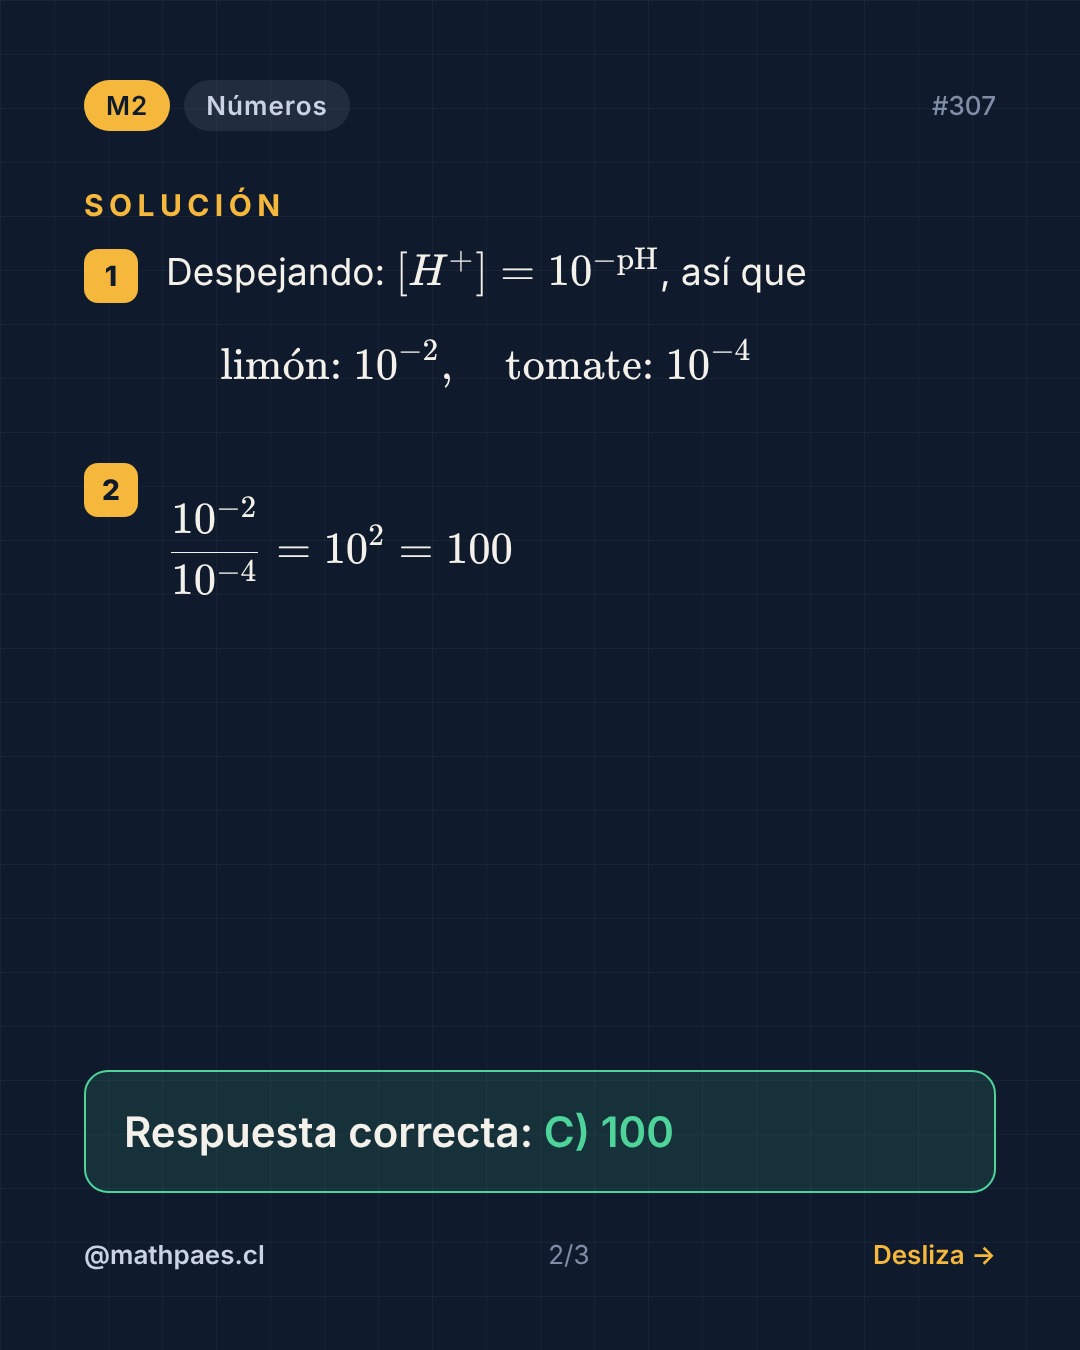 M2 Números #307
SOLUCIÓN
1 Despejando: [H⁺] = 10^{−pH}, así que
limón: 10⁻², tomate: 10⁻⁴
2
10⁻²/10⁻⁴ = 10² = 100
Respuesta correcta: C) 100
@mathpaes.cl 2/3 Desliza →